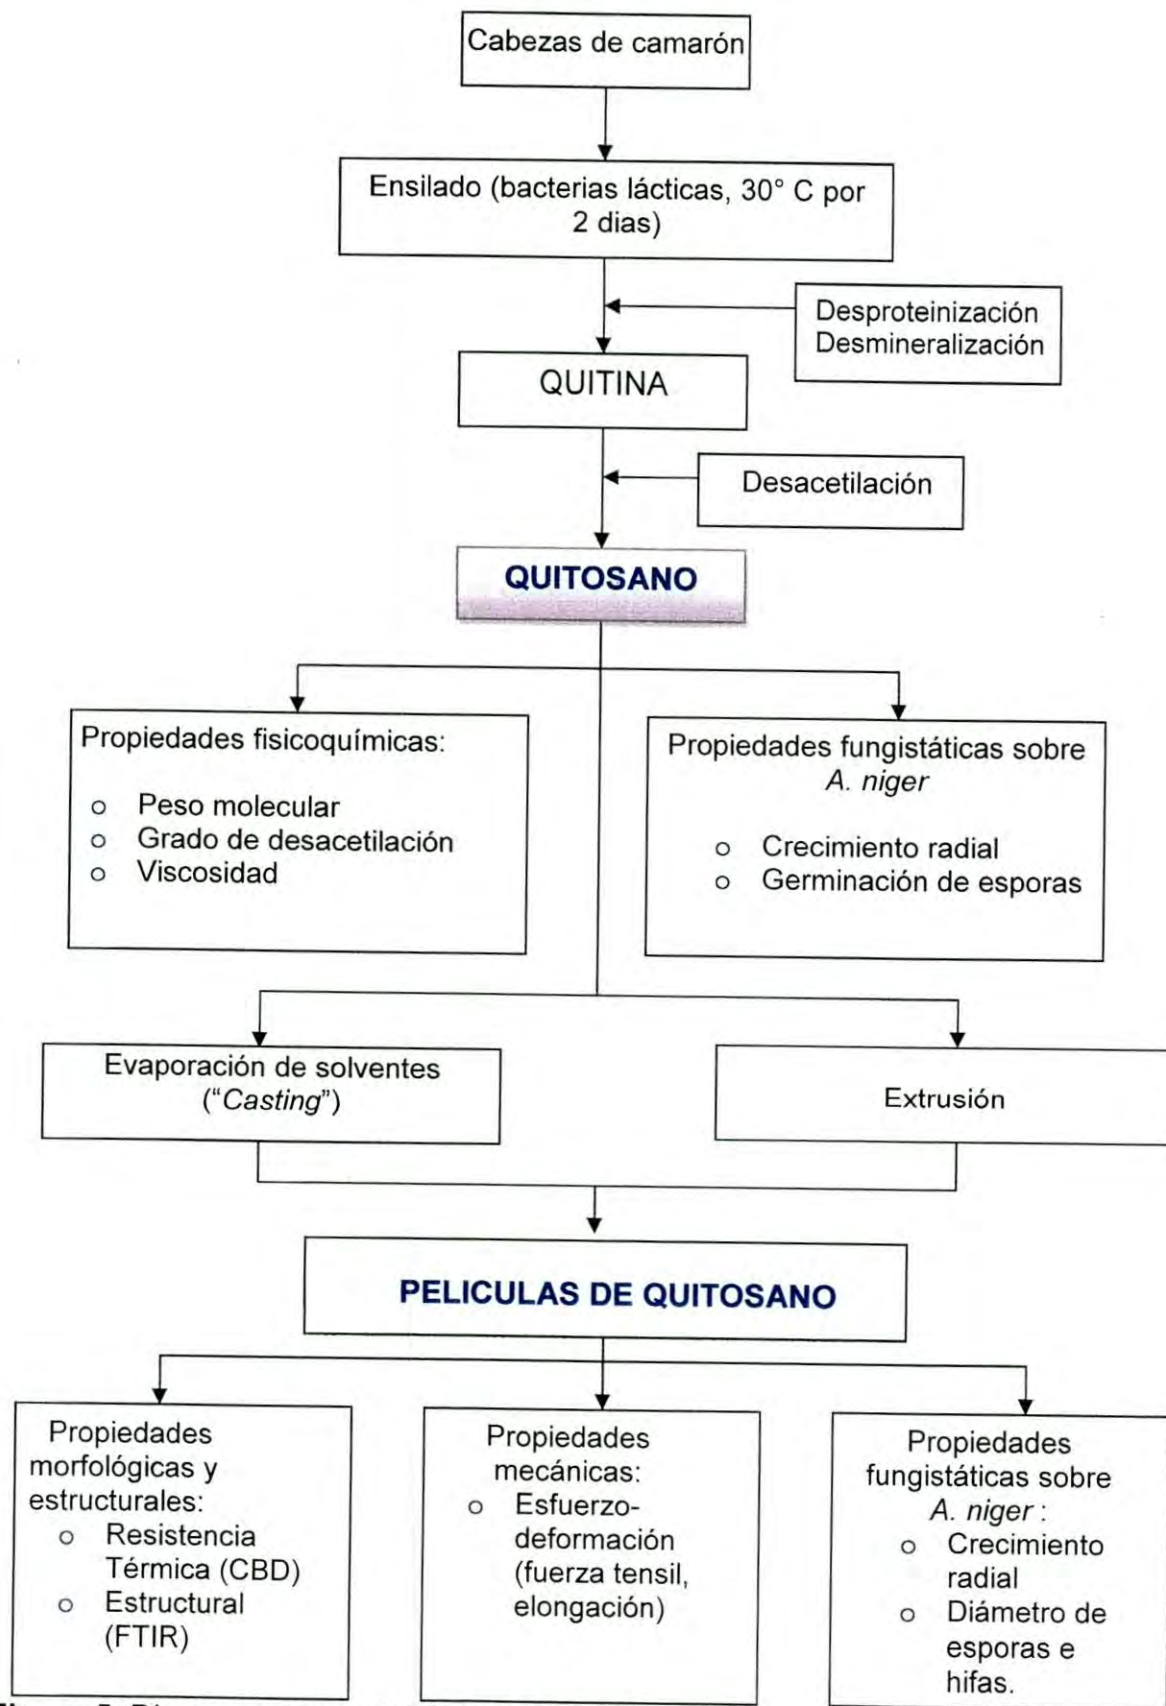 Cabezas de camarón
Ensilado (bacterias lácticas, 30° C por
2 dias)
Desproteinización
Desmineralización
QUITINA
Desacetilación
QUITOSANO
Propiedades fisicoquímicas:
o Peso molecular
o Grado de desacetilación
o Viscosidad
Propiedades fungistáticas sobre
A. niger
o Crecimiento radial
o Germinación de esporas
Evaporación de solventes
(“Casting”)
Extrusión
PELICULAS DE QUITOSANO
Propiedades
morfológicas y
estructurales:
o Resistencia
Térmica (CBD)
o Estructural
(FTIR)
Propiedades
mecánicas:
o Esfuerzo-
deformación
(fuerza tensil,
elongación)
Propiedades
fungistáticas sobre
A. niger :
o Crecimiento
radial
o Diámetro de
esporas e
hifas.